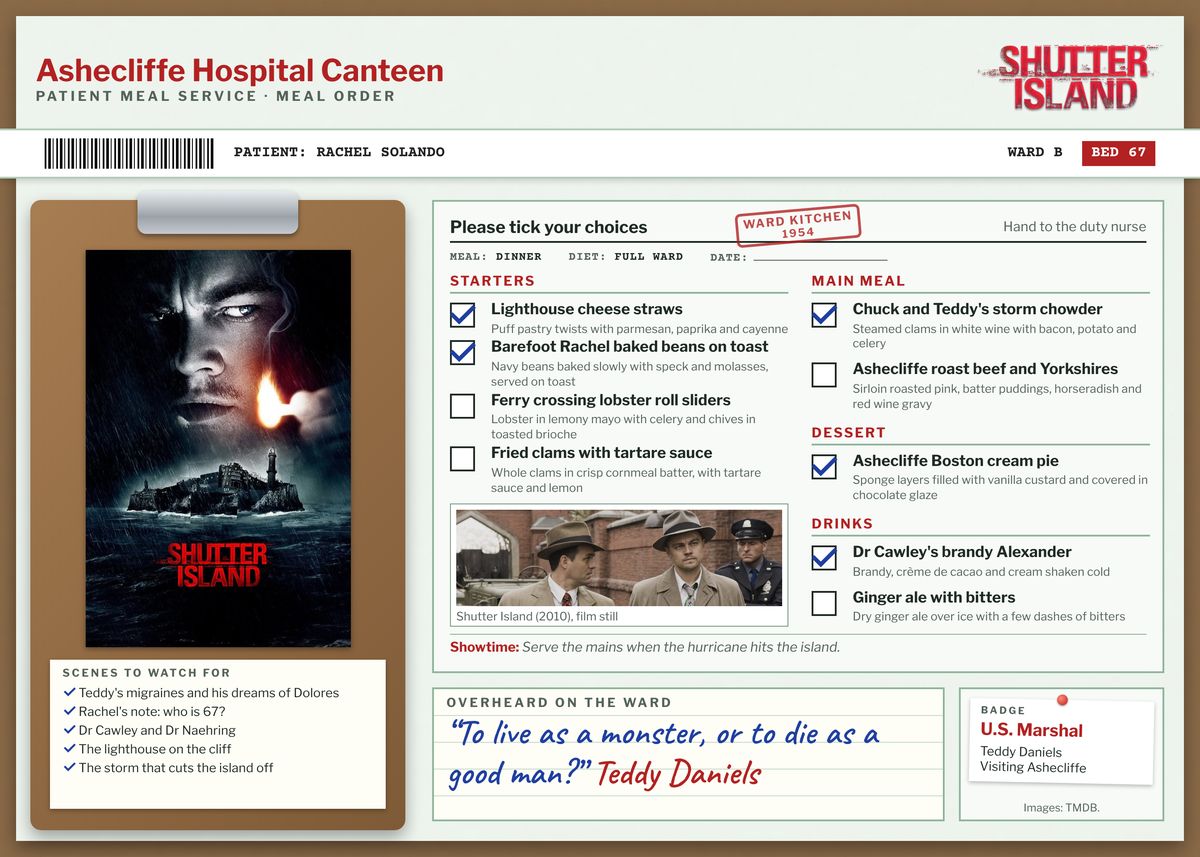 Ashecliffe Hospital Canteen
PATIENT MEAL SERVICE · MEAL ORDER
SHUTTER
ISLAND
PATIENT: RACHEL SOLANDO
WARD B
BED 67
SHUTTER
ISLAND
SCENES TO WATCH FOR
Teddy's migraines and his dreams of Dolores
Rachel's note: who is 67?
Dr Cawley and Dr Naehring
The lighthouse on the cliff
The storm that cuts the island off
Please tick your choices
WARD KITCHEN
1954
Hand to the duty nurse
MEAL: DINNER DIET: FULL WARD DATE:
STARTERS
Lighthouse cheese straws
Puff pastry twists with parmesan, paprika and cayenne
Barefoot Rachel baked beans on toast
Navy beans baked slowly with speck and molasses,
served on toast
Ferry crossing lobster roll sliders
Lobster in lemony mayo with celery and chives in
toasted brioche
Fried clams with tartare sauce
Whole clams in crisp cornmeal batter, with tartare
sauce and lemon
Shutter Island (2010), film still
MAIN MEAL
Chuck and Teddy's storm chowder
Steamed clams in white wine with bacon, potato and
celery
Ashecliffe roast beef and Yorkshires
Sirloin roasted pink, batter puddings, horseradish and
red wine gravy
DESSERT
Ashecliffe Boston cream pie
Sponge layers filled with vanilla custard and covered in
chocolate glaze
DRINKS
Dr Cawley's brandy Alexander
Brandy, crème de cacao and cream shaken cold
Ginger ale with bitters
Dry ginger ale over ice with a few dashes of bitters
Showtime: Serve the mains when the hurricane hits the island.
OVERHEARD ON THE WARD
“To live as a monster, or to die as a
good man?” Teddy Daniels
BADGE
U.S. Marshal
Teddy Daniels
Visiting Ashecliffe
Images: TMDB.